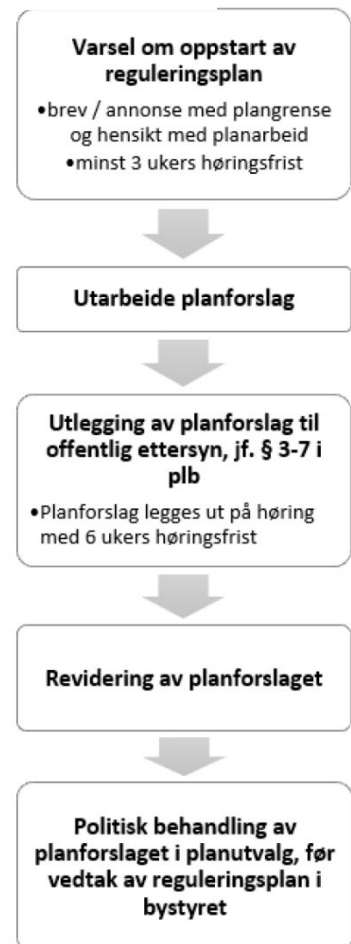 Varsel om oppstart av
reguleringsplan
•brev / annonse med plangrense
og hensikt med planarbeid
•minst 3 ukers høringsfrist
Utarbeide planforslag
Utlegging av planforslag til
offentlig ettersyn, jf. § 3-7 i
plb
•Planforslag legges ut på høring
med 6 ukers høringsfrist
Revidering av planforslaget
Politisk behandling av
planforslaget i planutvalg, før
vedtak av reguleringsplan i
bystyret